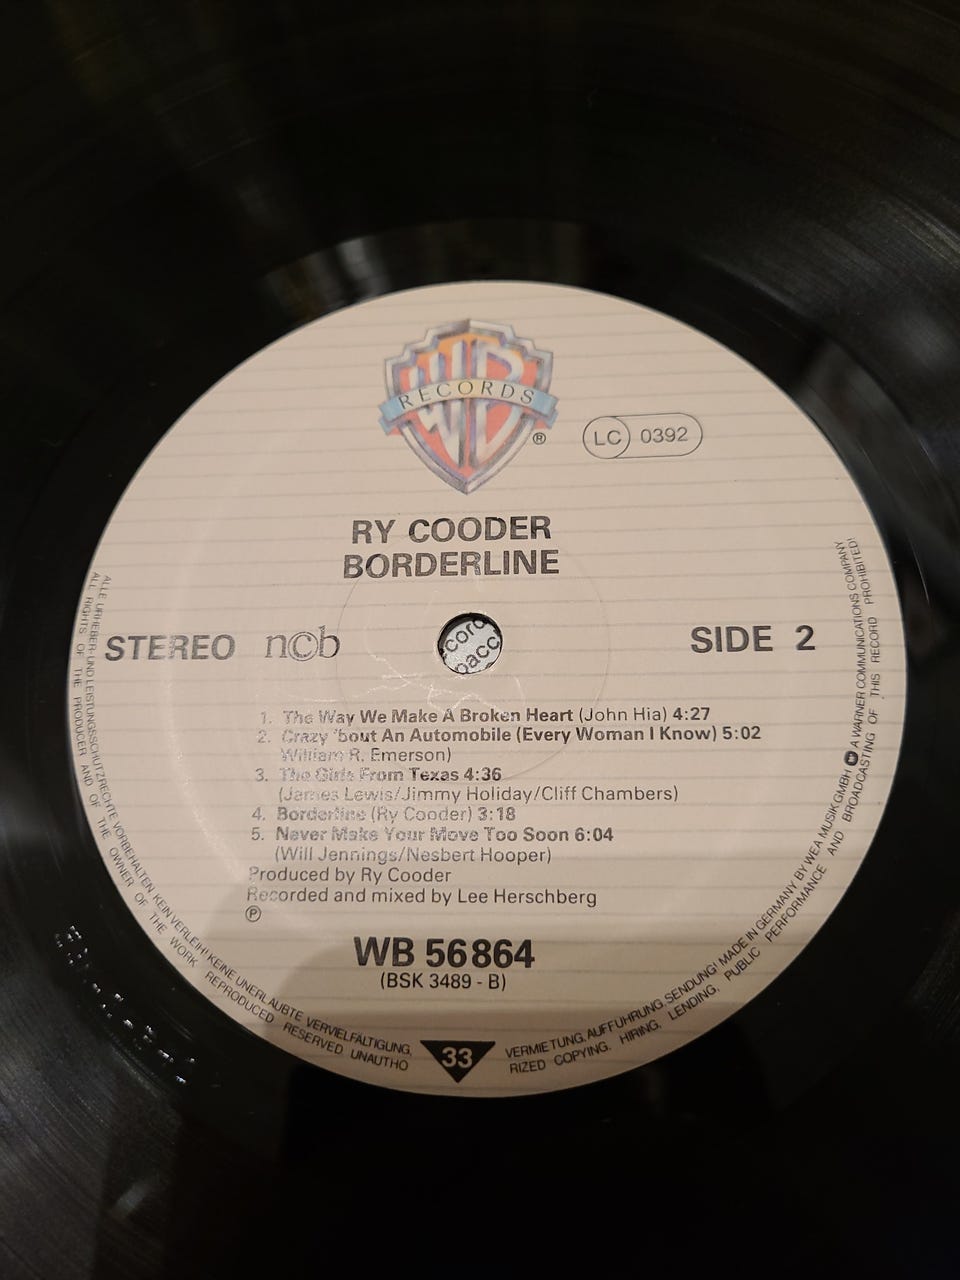 WB
RECORDS
®
LC 0392
RY COODER
BORDERLINE
STEREO n©b
SIDE 2
cord
pacc
1. The Way We Make A Broken Heart (John Hia) 4:27
2. Crazy 'bout An Automobile (Every Woman I Know) 5:02
William R. Emerson)
3. The Girls From Texas 4:36
(James Lewis/Jimmy Holiday/Cliff Chambers)
4. Borderline (Ry Cooder) 3:18
5. Never Make Your Move Too Soon 6:04
(Will Jennings/Nesbert Hooper)
Produced by Ry Cooder
Recorded and mixed by Lee Herschberg
℗
WB 56 864
(BSK 3489 - B)
33
ALLE URHEBER- UND LEISTUNGSSCHUTZRECHTE VORBEHALTEN. KEIN VERLEIH! KEINE UNERLAUBTE VERVIELFÄLTIGUNG, VERMIETUNG, AUFFÜHRUNG, SENDUNG! MADE IN GERMANY BY WEA MUSIK GMBH A WARNER COMMUNICATIONS COMPANY
ALL RIGHTS OF THE PRODUCER AND OF THE OWNER OF THE WORK REPRODUCED RESERVED UNAUTHORIZED COPYING. HIRING. LENDING. PUBLIC PERFORMANCE AND BROADCASTING OF THIS RECORD PROHIBITED!